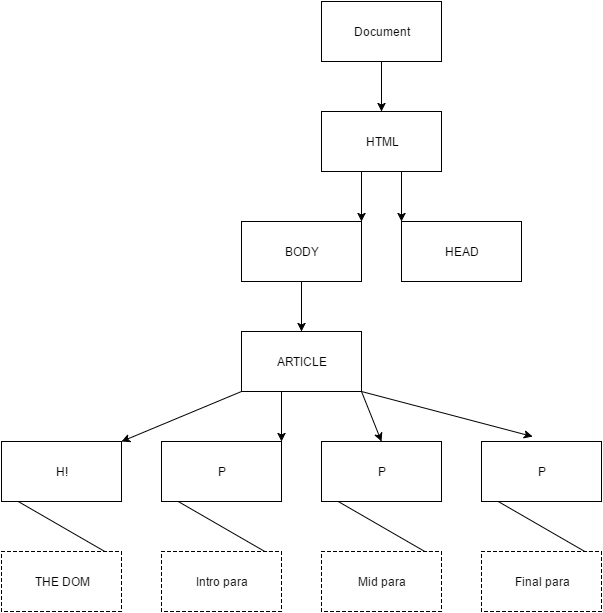 Document
HTML
BODY
HEAD
ARTICLE
H!
P
P
P
THE DOM
Intro para
Mid para
Final para